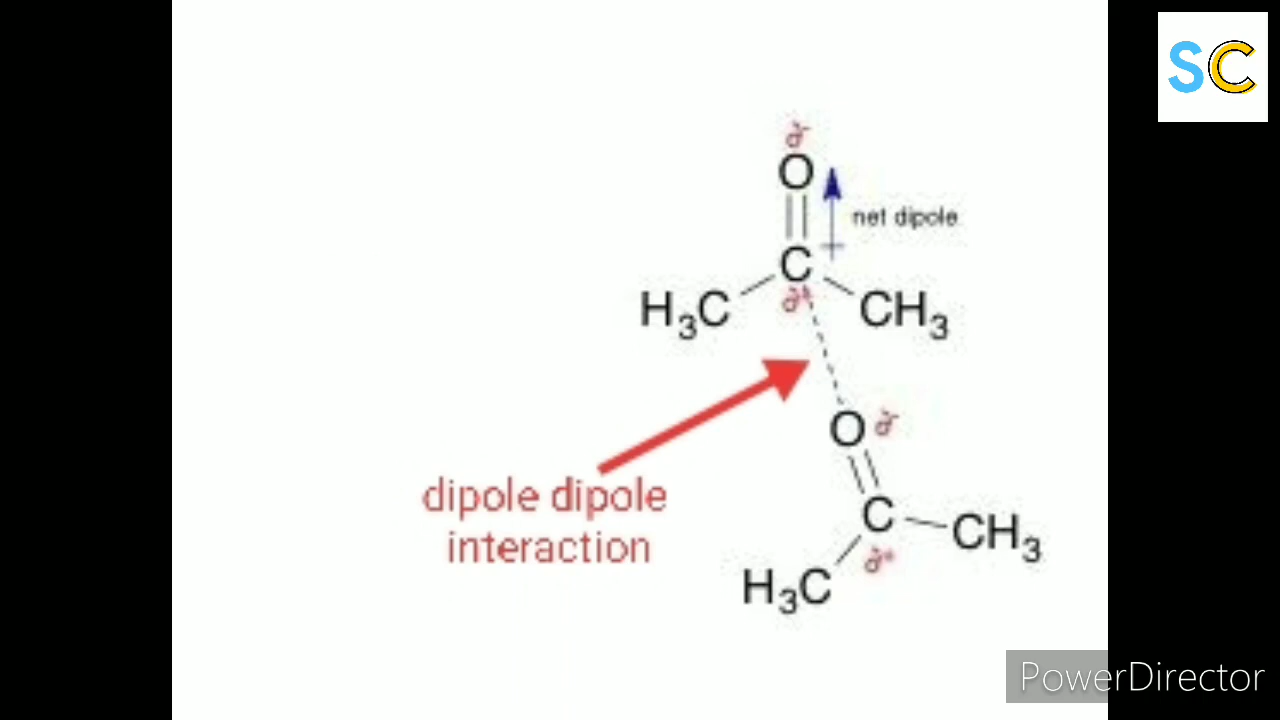 SC
∂-
O
net dipole
C
∂+
H3C
CH3
O ∂-
dipole dipole
interaction
C
CH3
∂+
H3C
PowerDirector